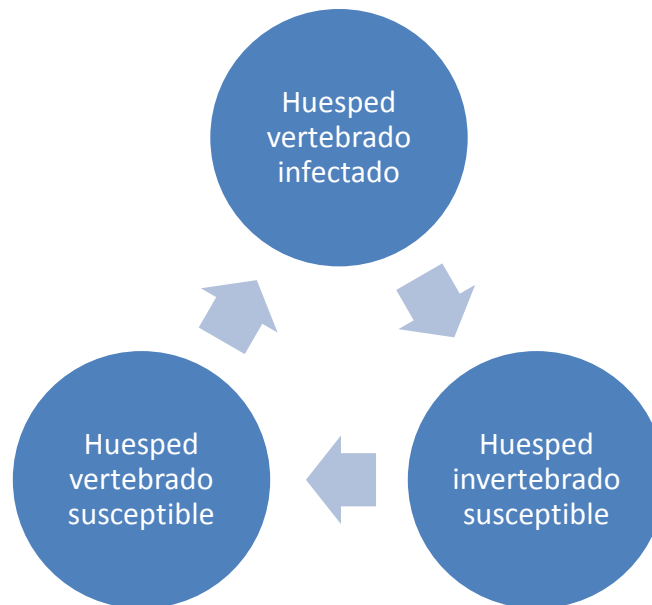 Huesped
vertebrado
infectado
Huesped
invertebrado
susceptible
Huesped
vertebrado
susceptible